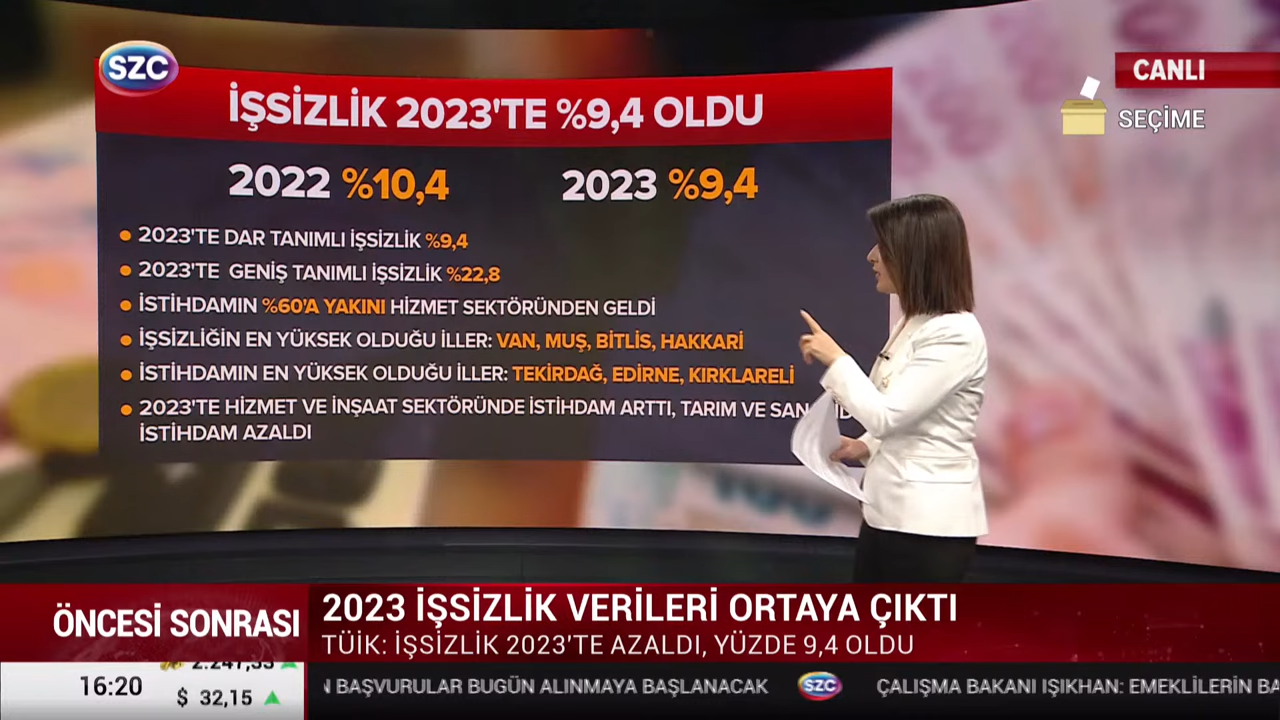 SZC
CANLI
SEÇİME
İŞSİZLİK 2023'TE %9,4 OLDU
2022 %10,4
2023 %9,4
2023'TE DAR TANIMLI İŞSİZLİK %9,4
2023'TE GENİŞ TANIMLI İŞSİZLİK %22,8
İSTİHDAMIN %60'A YAKINI HİZMET SEKTÖRÜNDEN GELDİ
İŞSİZLİĞİN EN YÜKSEK OLDUĞU İLLER: VAN, MUŞ, BİTLİS, HAKKARİ
İSTİHDAMIN EN YÜKSEK OLDUĞU İLLER: TEKİRDAĞ, EDİRNE, KIRKLARELİ
2023'TE HİZMET VE İNŞAAT SEKTÖRÜNDE İSTİHDAM ARTTI, TARIM VE
İSTİHDAM AZALDI
ÖNCESİ SONRASI
2023 İŞSİZLİK VERİLERİ ORTAYA ÇIKTI
TÜİK: İŞSİZLİK 2023'TE AZALDI, YÜZDE 9,4 OLDU
16:20
$ 32,15
BAŞVURULAR BUGÜN ALINMAYA BAŞLANACAK
SZC
ÇALIŞMA BAKANI IŞIKHAN: EMEKLİLERİN